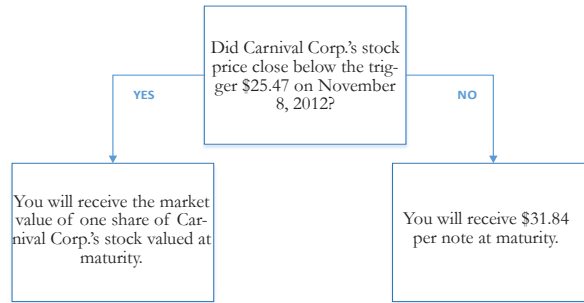 Did Carnival Corp.'s stock
price close below the trig-
ger $25.47 on November
8, 2012?
YES
NO
You will receive the market
value of one share of Car-
nival Corp.'s stock valued at
maturity.
You will receive $31.84
per note at maturity.